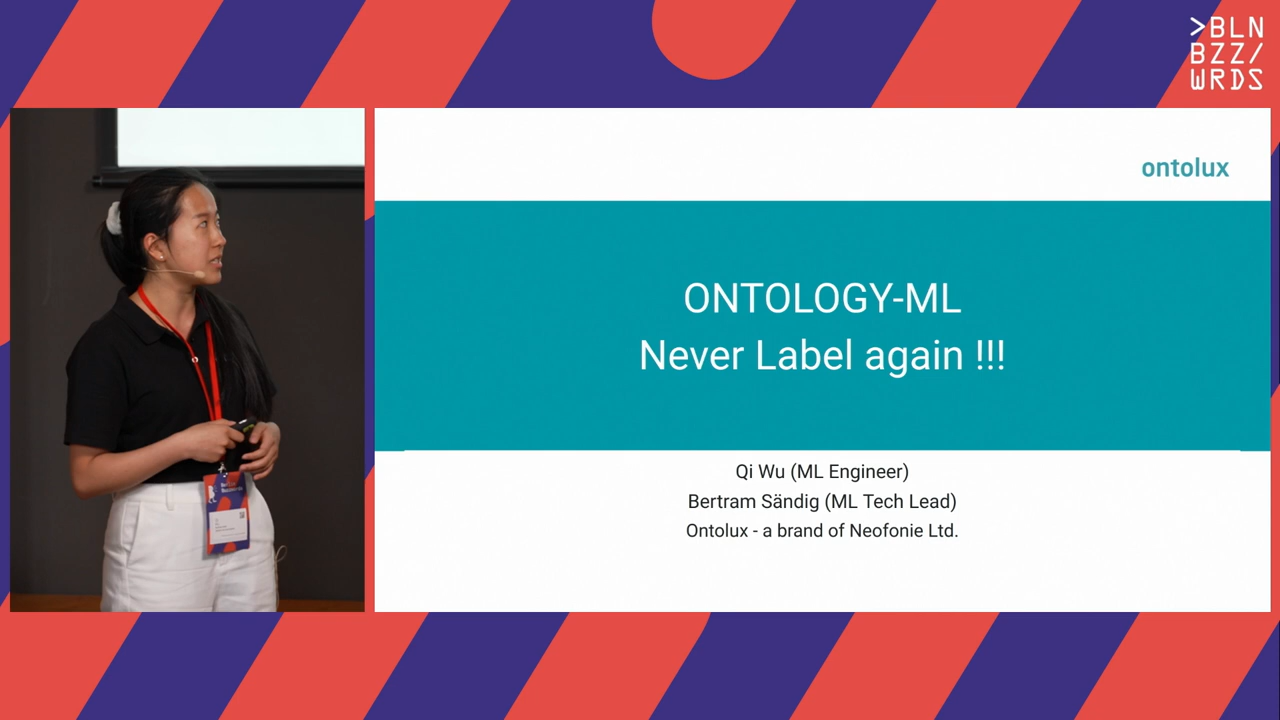 >BLN
BZZ/
WRDS
ontolux
ONTOLOGY-ML
Never Label again !!!
Qi Wu (ML Engineer)
Bertram Sändig (ML Tech Lead)
Ontolux - a brand of Neofonie Ltd.